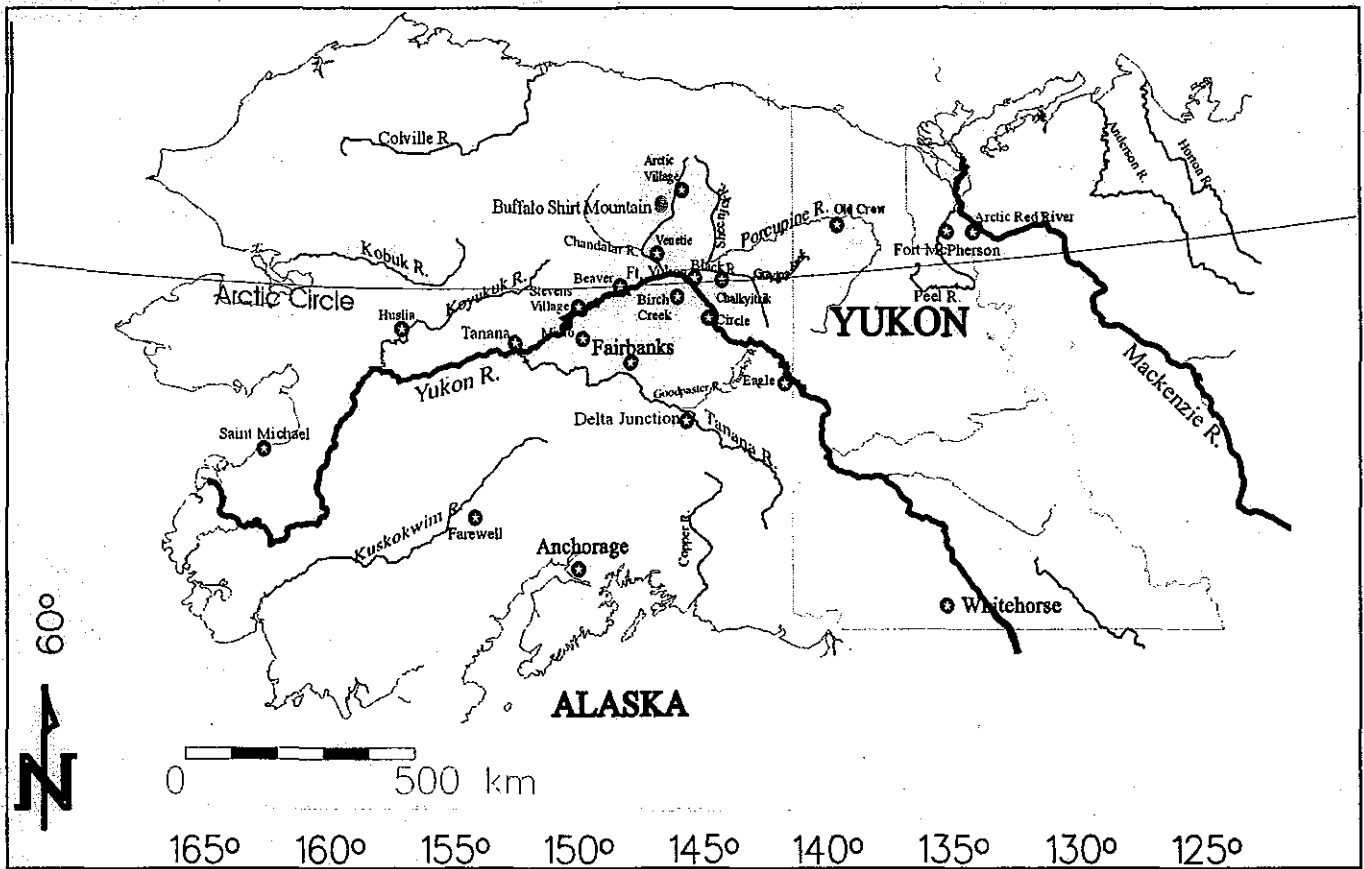 Colville R.
Arctic
Village
Buffalo Shirt Mountain
Sheenjek R.
Anderson R.
Horton R.
Porcupine R.
Old Crow
Arctic Red River
Fort McPherson
Peel R.
Chandalar R.
Venetie
Kobuk R.
Arctic Circle
Koyukuk R.
Beaver
Ft. Yukon
Black R.
Chalkyitsik
Stevens
Village
Birch
Creek
Circle
YUKON
Huslia
Tanana
Minto
Fairbanks
Yukon R.
Goodpaster R.
Eagle
Mackenzie R.
Delta Junction
Tanana R.
Saint Michael
Kuskokwim R.
Farewell
Copper R.
Anchorage
Whitehorse
60°
ALASKA
N
0 500 km
165° 160° 155° 150° 145° 140° 135° 130° 125°